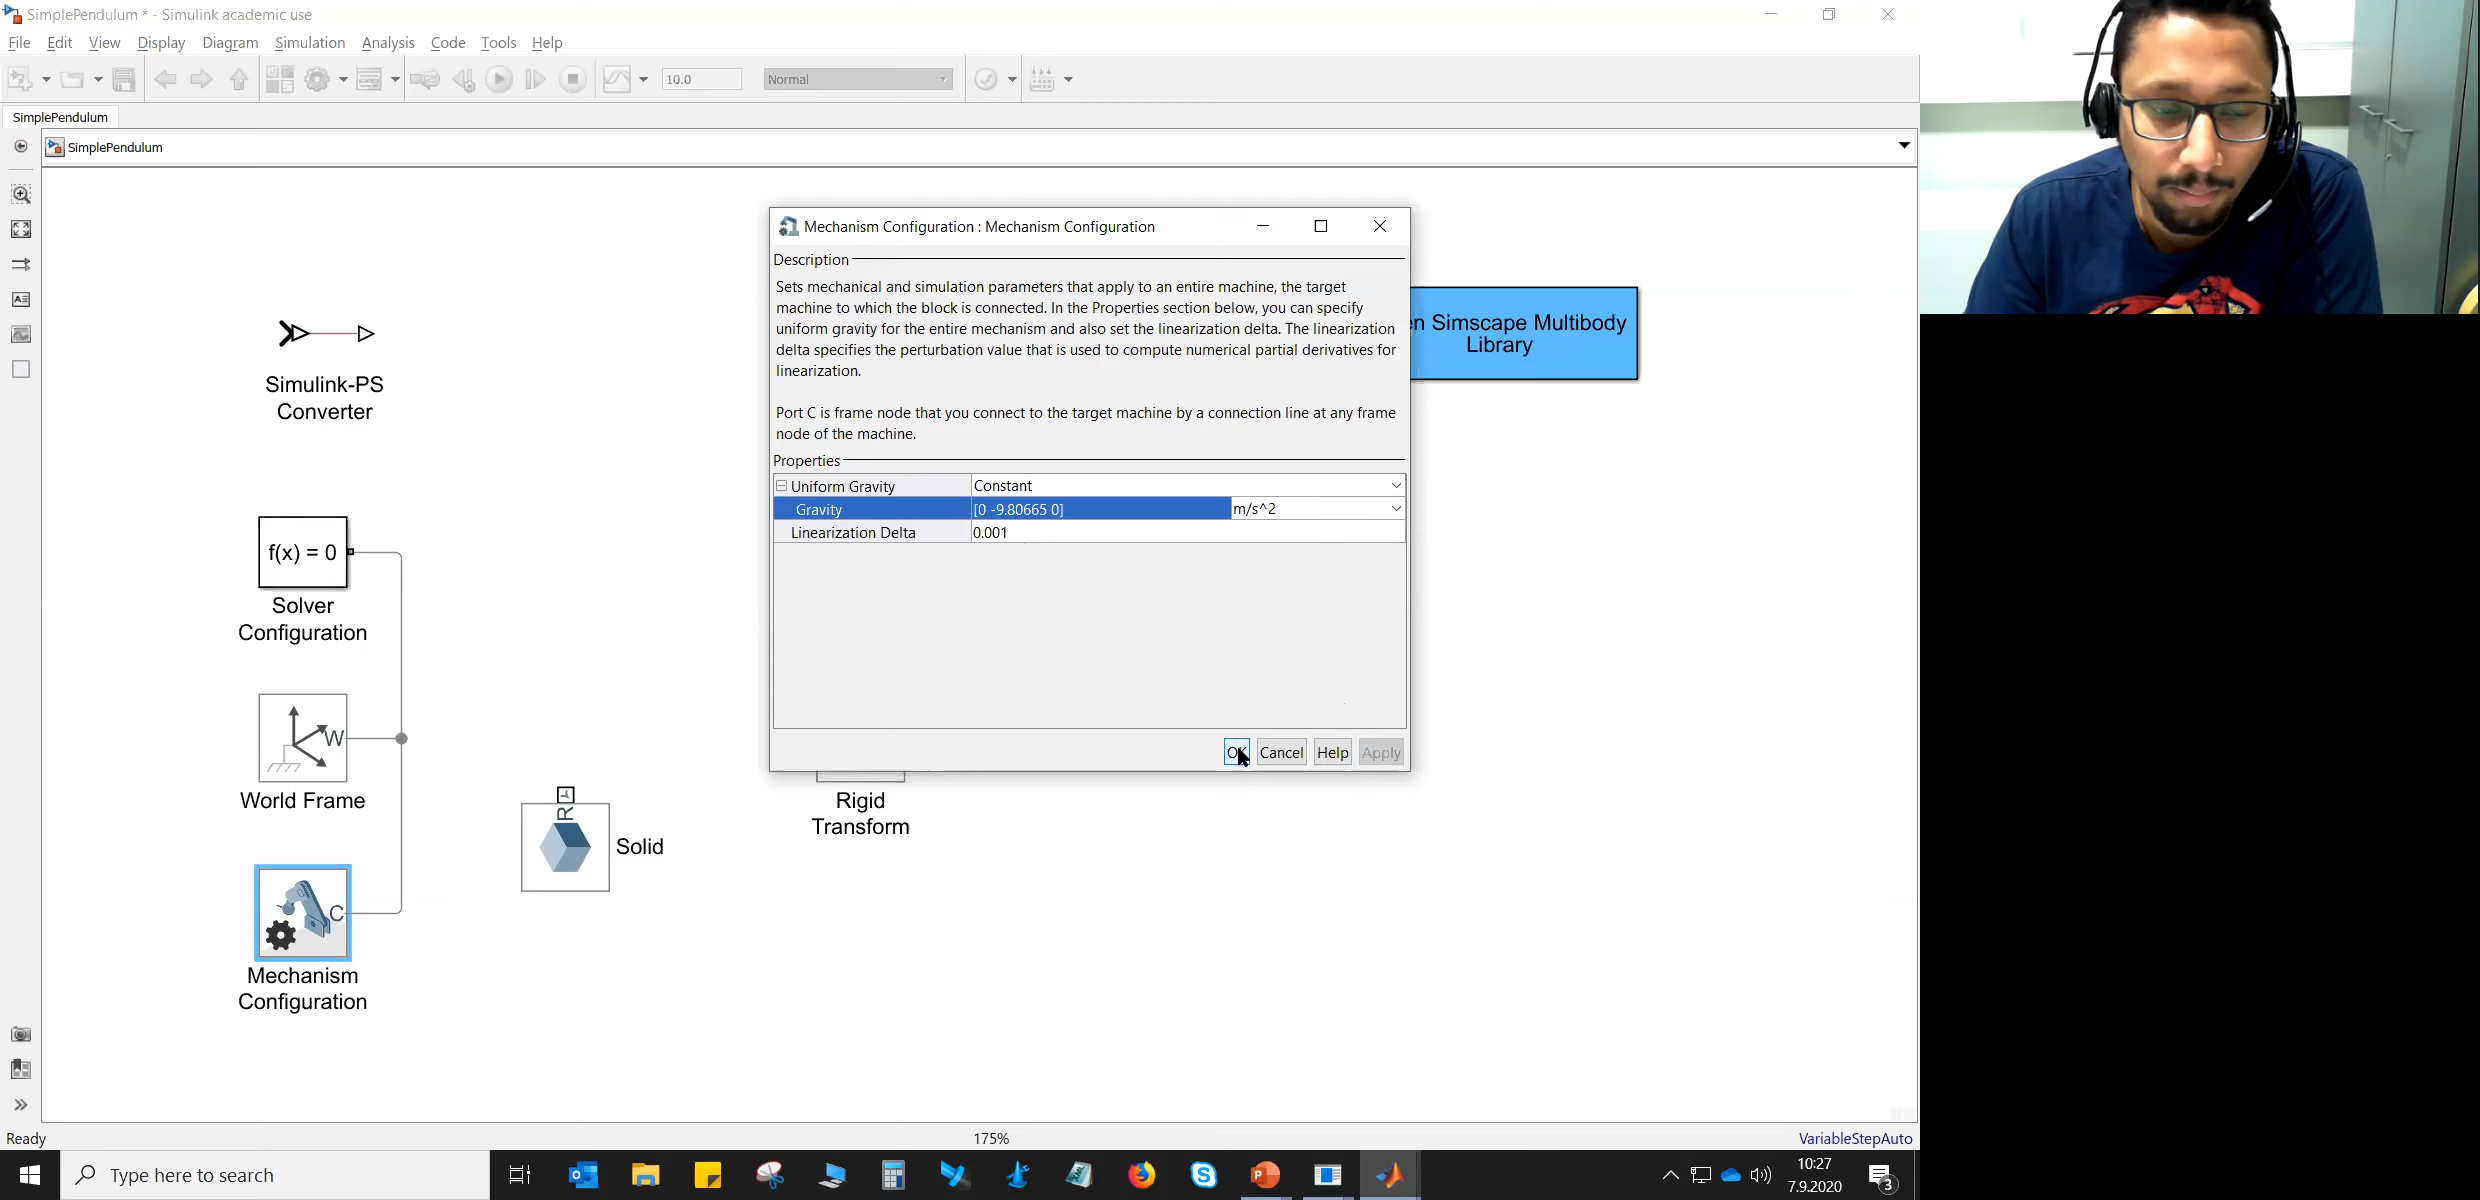 SimplePendulum * - Simulink academic use
File Edit View Display Diagram Simulation Analysis Code Tools Help
10.0 Normal
SimplePendulum
SimplePendulum
Simulink-PS
Converter
f(x) = 0
Solver
Configuration
W
World Frame
C
Mechanism
Configuration
R
Solid
Rigid
Transform
en Simscape Multibody
Library
Mechanism Configuration : Mechanism Configuration
Description
Sets mechanical and simulation parameters that apply to an entire machine, the target
machine to which the block is connected. In the Properties section below, you can specify
uniform gravity for the entire mechanism and also set the linearization delta. The linearization
delta specifies the perturbation value that is used to compute numerical partial derivatives for
linearization.
Port C is frame node that you connect to the target machine by a connection line at any frame
node of the machine.
Properties
Uniform Gravity Constant
Gravity [0 -9.80665 0] m/s^2
Linearization Delta 0.001
OK Cancel Help Apply
Ready 175% VariableStepAuto
Type here to search
10:27
7.9.2020
3